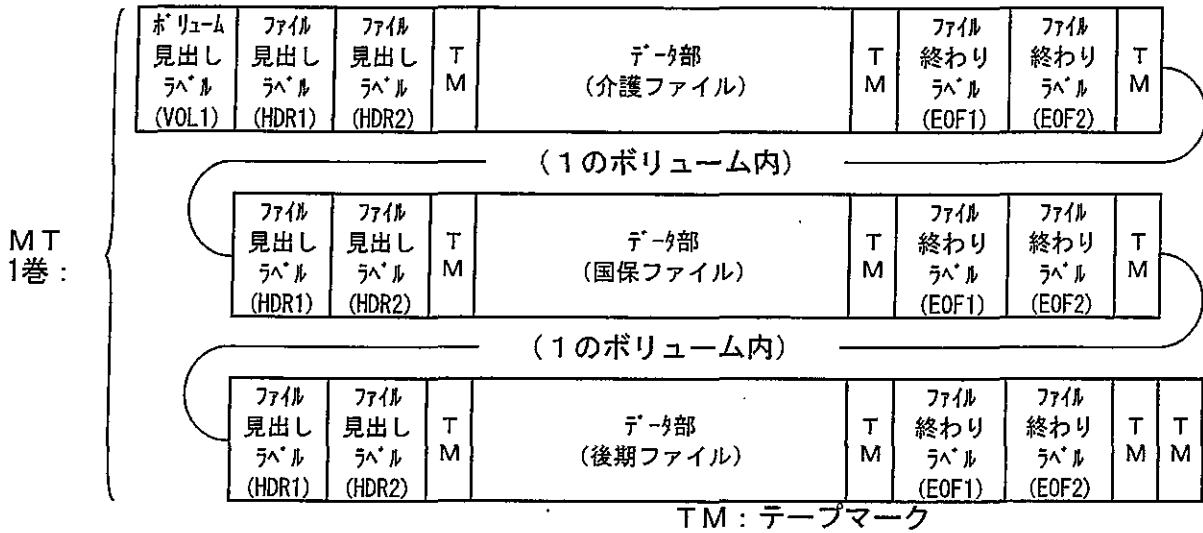 ボリューム 見出し ラベル (VOL1)
ファイル 見出し ラベル (HDR1)
ファイル 見出し ラベル (HDR2)
TM
データ部 (介護ファイル)
TM
ファイル 終わり ラベル (EOF1)
ファイル 終わり ラベル (EOF2)
TM
(1のボリューム内)
MT 1巻:
ファイル 見出し ラベル (HDR1)
ファイル 見出し ラベル (HDR2)
TM
データ部 (国保ファイル)
TM
ファイル 終わり ラベル (EOF1)
ファイル 終わり ラベル (EOF2)
TM
(1のボリューム内)
ファイル 見出し ラベル (HDR1)
ファイル 見出し ラベル (HDR2)
TM
データ部 (後期ファイル)
TM
ファイル 終わり ラベル (EOF1)
ファイル 終わり ラベル (EOF2)
TM
TM
TM:テープマーク